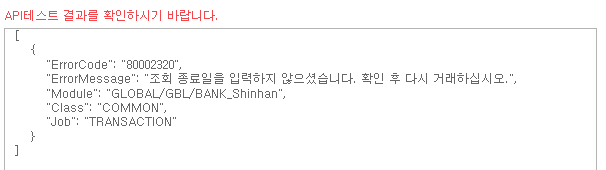 API테스트 결과를 확인하시기 바랍니다.
[
{
"ErrorCode": "80002320",
"ErrorMessage": "조회 종료일을 입력하지 않으셨습니다. 확인 후 다시 거래하십시오.",
"Module": "GLOBAL/GBL/BANK_Shinhan",
"Class": "COMMON",
"Job": "TRANSACTION"
}
]